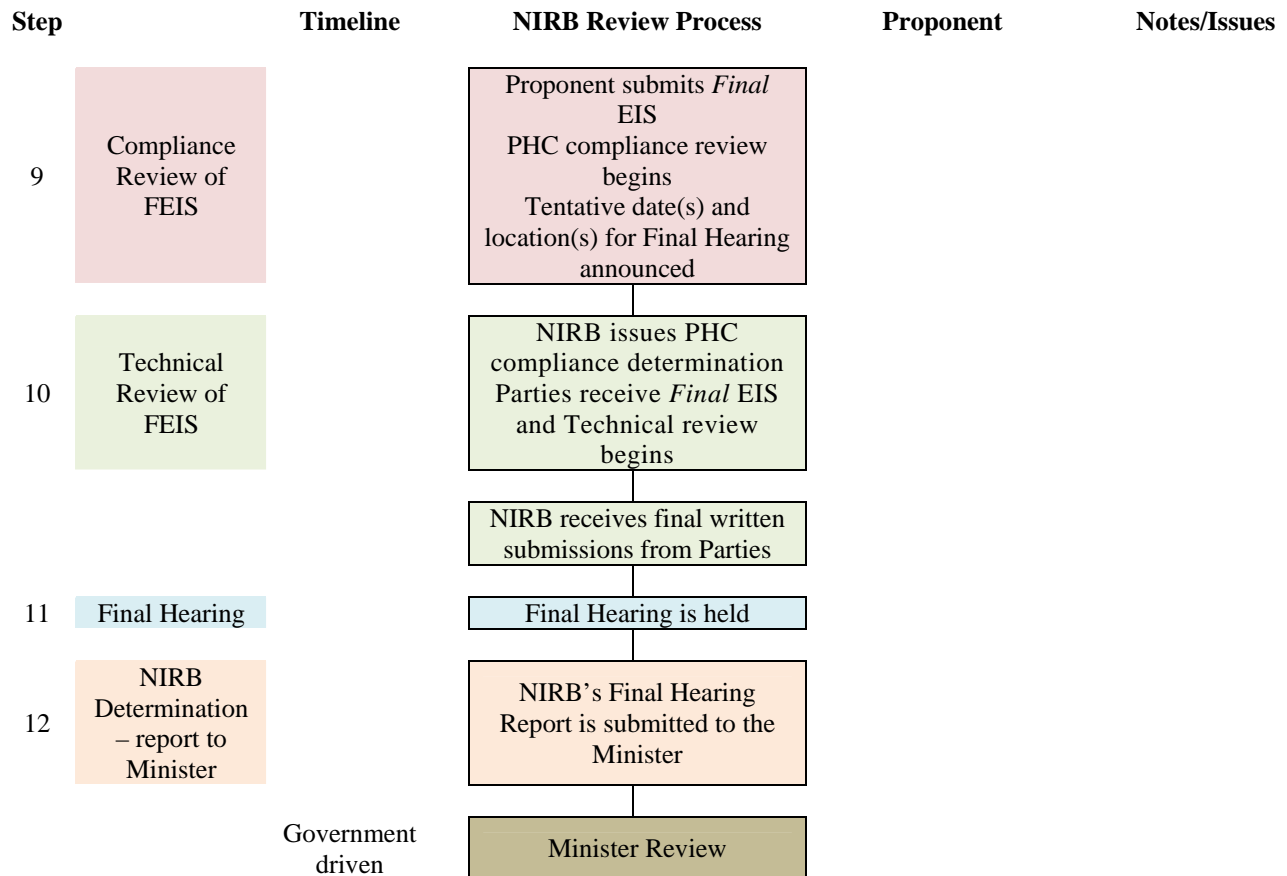 Step Timeline NIRB Review Process Proponent Notes/Issues
9
Compliance
Review of
FEIS
Proponent submits Final
EIS
PHC compliance review
begins
Tentative date(s) and
location(s) for Final Hearing
announced
10
Technical
Review of
FEIS
NIRB issues PHC
compliance determination
Parties receive Final EIS
and Technical review
begins
NIRB receives final written
submissions from Parties
11
Final Hearing
Final Hearing is held
12
NIRB
Determination
– report to
Minister
NIRB’s Final Hearing
Report is submitted to the
Minister
Government
driven
Minister Review